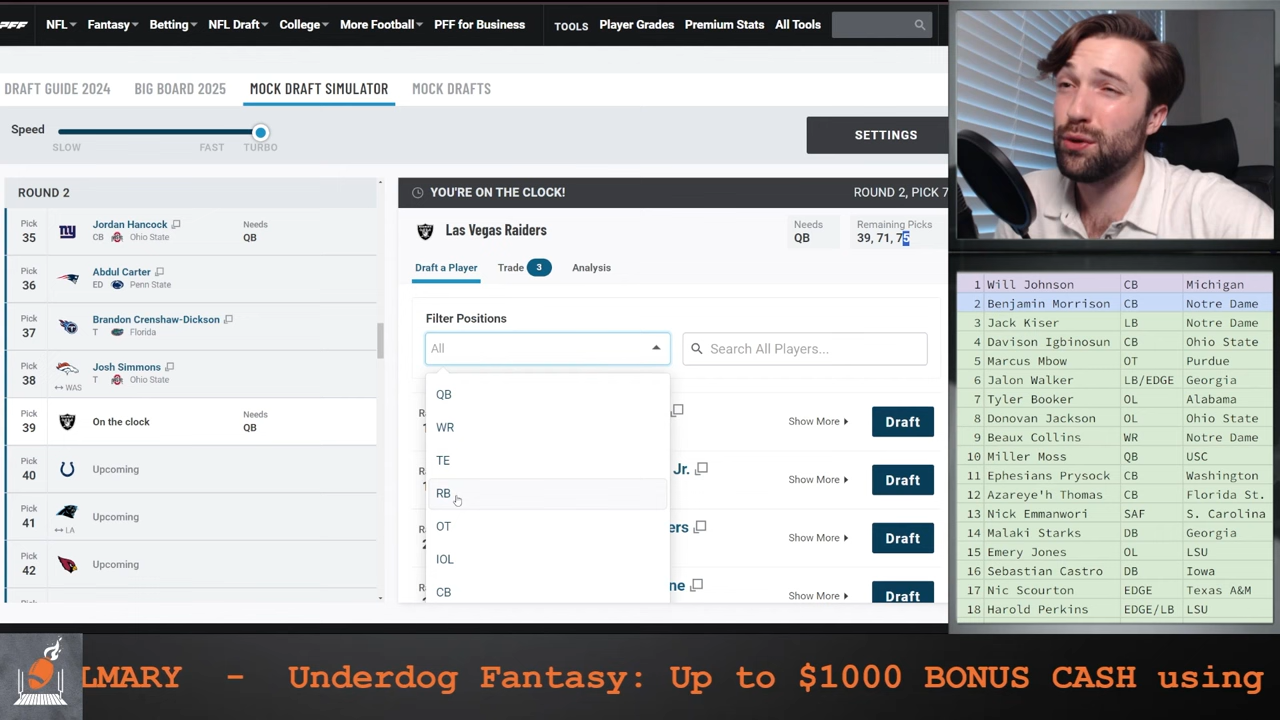 PFF NFL Fantasy Betting NFL Draft College More Football PFF for Business TOOLS Player Grades Premium Stats All Tools
DRAFT GUIDE 2024 BIG BOARD 2025 MOCK DRAFT SIMULATOR MOCK DRAFTS
Speed
SLOW FAST TURBO
SETTINGS
ROUND 2
Pick 35
Jordan Hancock
CB Ohio State
Needs
QB
Pick 36
Abdul Carter
ED Penn State
Pick 37
Brandon Crenshaw-Dickson
T Florida
Pick 38
↔ WAS
Josh Simmons
T Ohio State
Pick 39
On the clock
Needs
QB
Pick 40
Upcoming
Pick 41
↔ LA
Upcoming
Pick 42
Upcoming
YOU'RE ON THE CLOCK!
ROUND 2, PICK 7
Las Vegas Raiders
Needs
QB
Remaining Picks
39, 71, 75
Draft a Player Trade 3 Analysis
Filter Positions
All
Search All Players...
QB
WR
TE
RB
OT
IOL
CB
Show More Draft
Jr. Show More Draft
ers Show More Draft
ne Show More Draft
1 Will Johnson CB Michigan
2 Benjamin Morrison CB Notre Dame
3 Jack Kiser LB Notre Dame
4 Davison Igbinosun CB Ohio State
5 Marcus Mbow OT Purdue
6 Jalon Walker LB/EDGE Georgia
7 Tyler Booker OL Alabama
8 Donovan Jackson OL Ohio State
9 Beaux Collins WR Notre Dame
10 Miller Moss QB USC
11 Ephesians Prysock CB Washington
12 Azareye'h Thomas CB Florida St.
13 Nick Emmanwori SAF S. Carolina
14 Malaki Starks DB Georgia
15 Emery Jones OL LSU
16 Sebastian Castro DB Iowa
17 Nic Scourton EDGE Texas A&M
18 Harold Perkins EDGE/LB LSU
LMARY - Underdog Fantasy: Up to $1000 BONUS CASH using